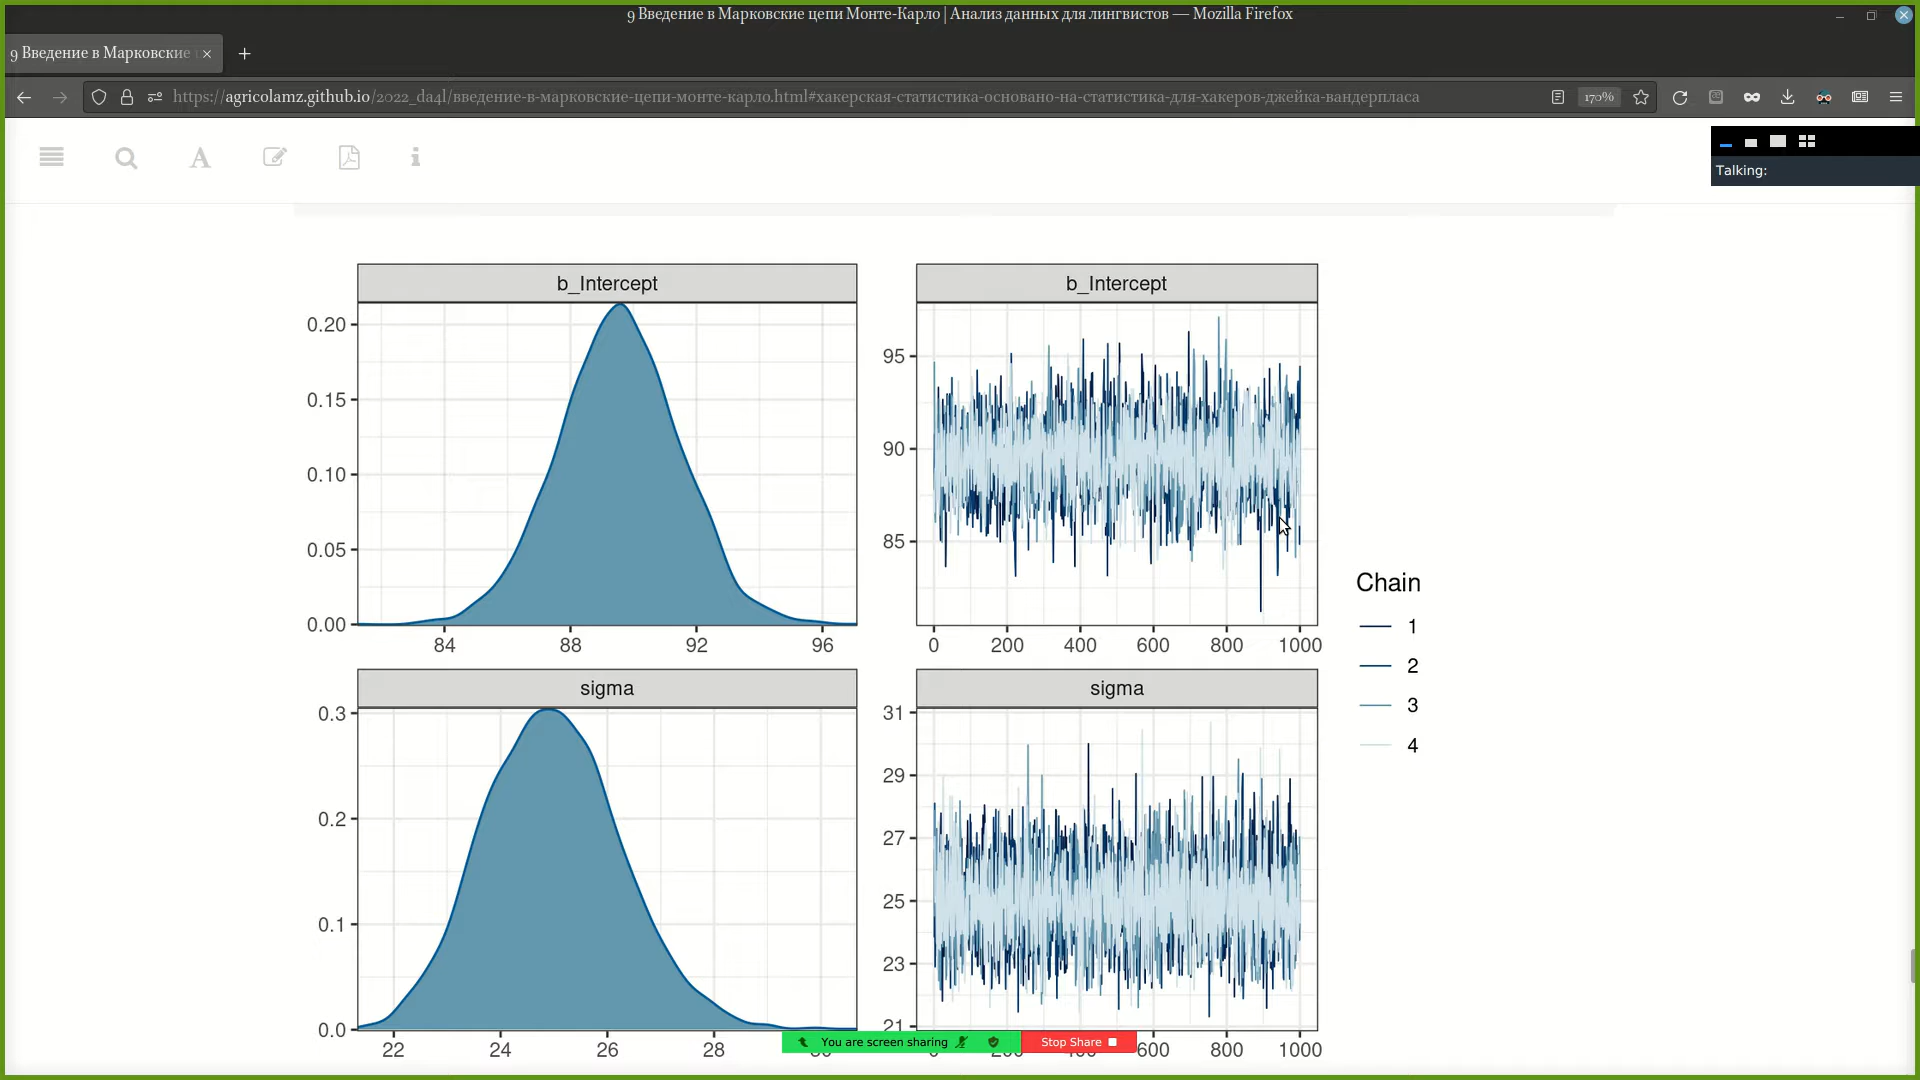 9 Введение в Марковские цепи Монте-Карло | Анализ данных для лингвистов — Mozilla Firefox
9 Введение в Марковские
https://agricolamz.github.io/2022_da4l/введение-в-марковские-цепи-монте-карло.html#хакерская-статистика-основано-на-статистика-для-хакеров-джейка-вандерпласа
170%
Talking:
b_Intercept
b_Intercept
0.20
0.15
0.10
0.05
0.00
84 88 92 96
95
90
85
0 200 400 600 800 1000
Chain
1
2
3
4
sigma
sigma
0.3
0.2
0.1
0.0
22 24 26 28
31
29
27
25
23
21
600 800 1000
You are screen sharing
Stop Share